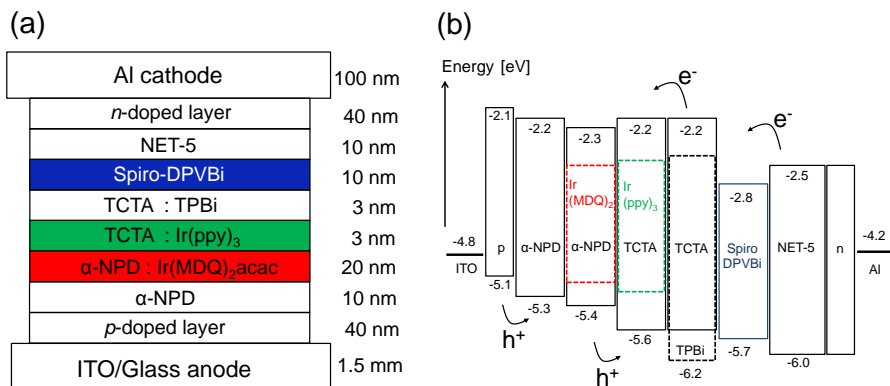 (a)
Al cathode
100 nm
n-doped layer
40 nm
NET-5
10 nm
Spiro-DPVBi
10 nm
TCTA : TPBi
3 nm
TCTA : Ir(ppy)3
3 nm
α-NPD : Ir(MDQ)2acac
20 nm
α-NPD
10 nm
p-doped layer
40 nm
ITO/Glass anode
1.5 mm
(b)
Energy [eV]
e-
e-
-2.1
-2.2
-2.3
-2.2
-2.2
-2.5
-2.8
Ir
(MDQ)2
Ir
(ppy)3
-4.8
ITO
p
α-NPD
α-NPD
TCTA
TCTA
Spiro
DPVBi
NET-5
n
-4.2
Al
-5.1
-5.3
-5.4
-5.6
TPBi
-6.2
-5.7
-6.0
h+
h+